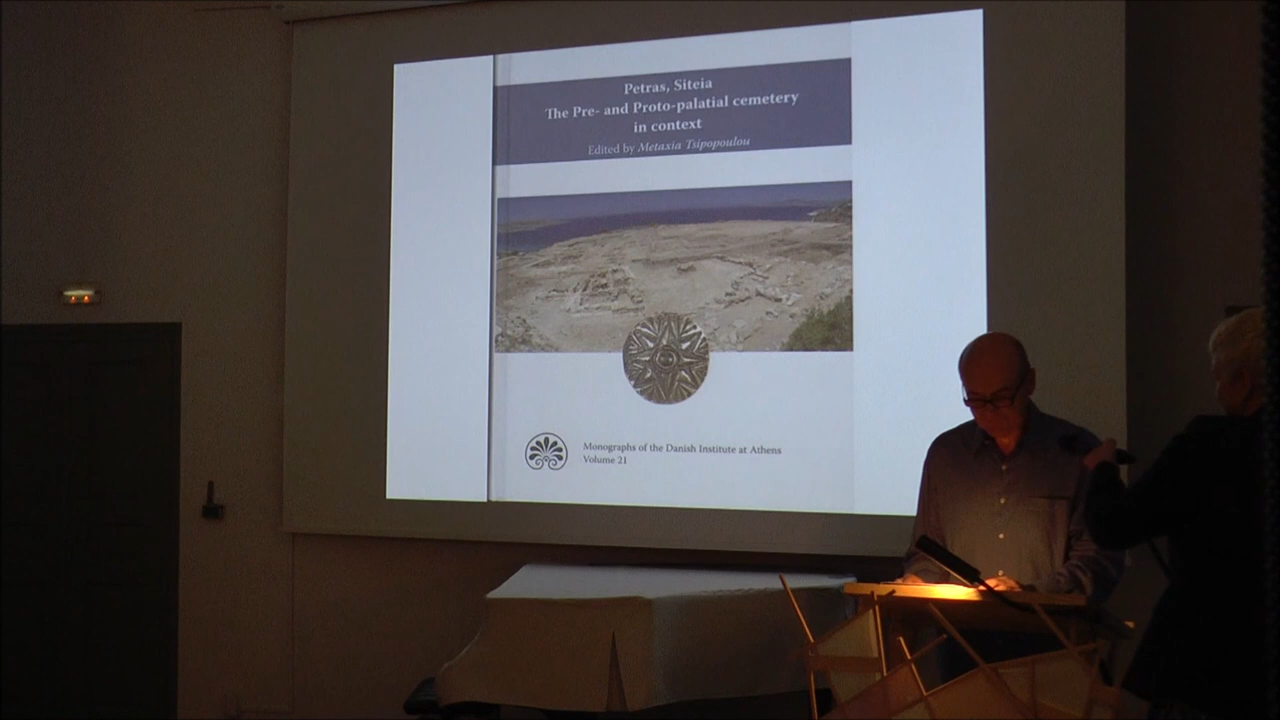 Petras, Siteia
The Pre- and Proto-palatial cemetery
in context
Edited by Metaxia Tsipopoulou
Monographs of the Danish Institute at Athens
Volume 21